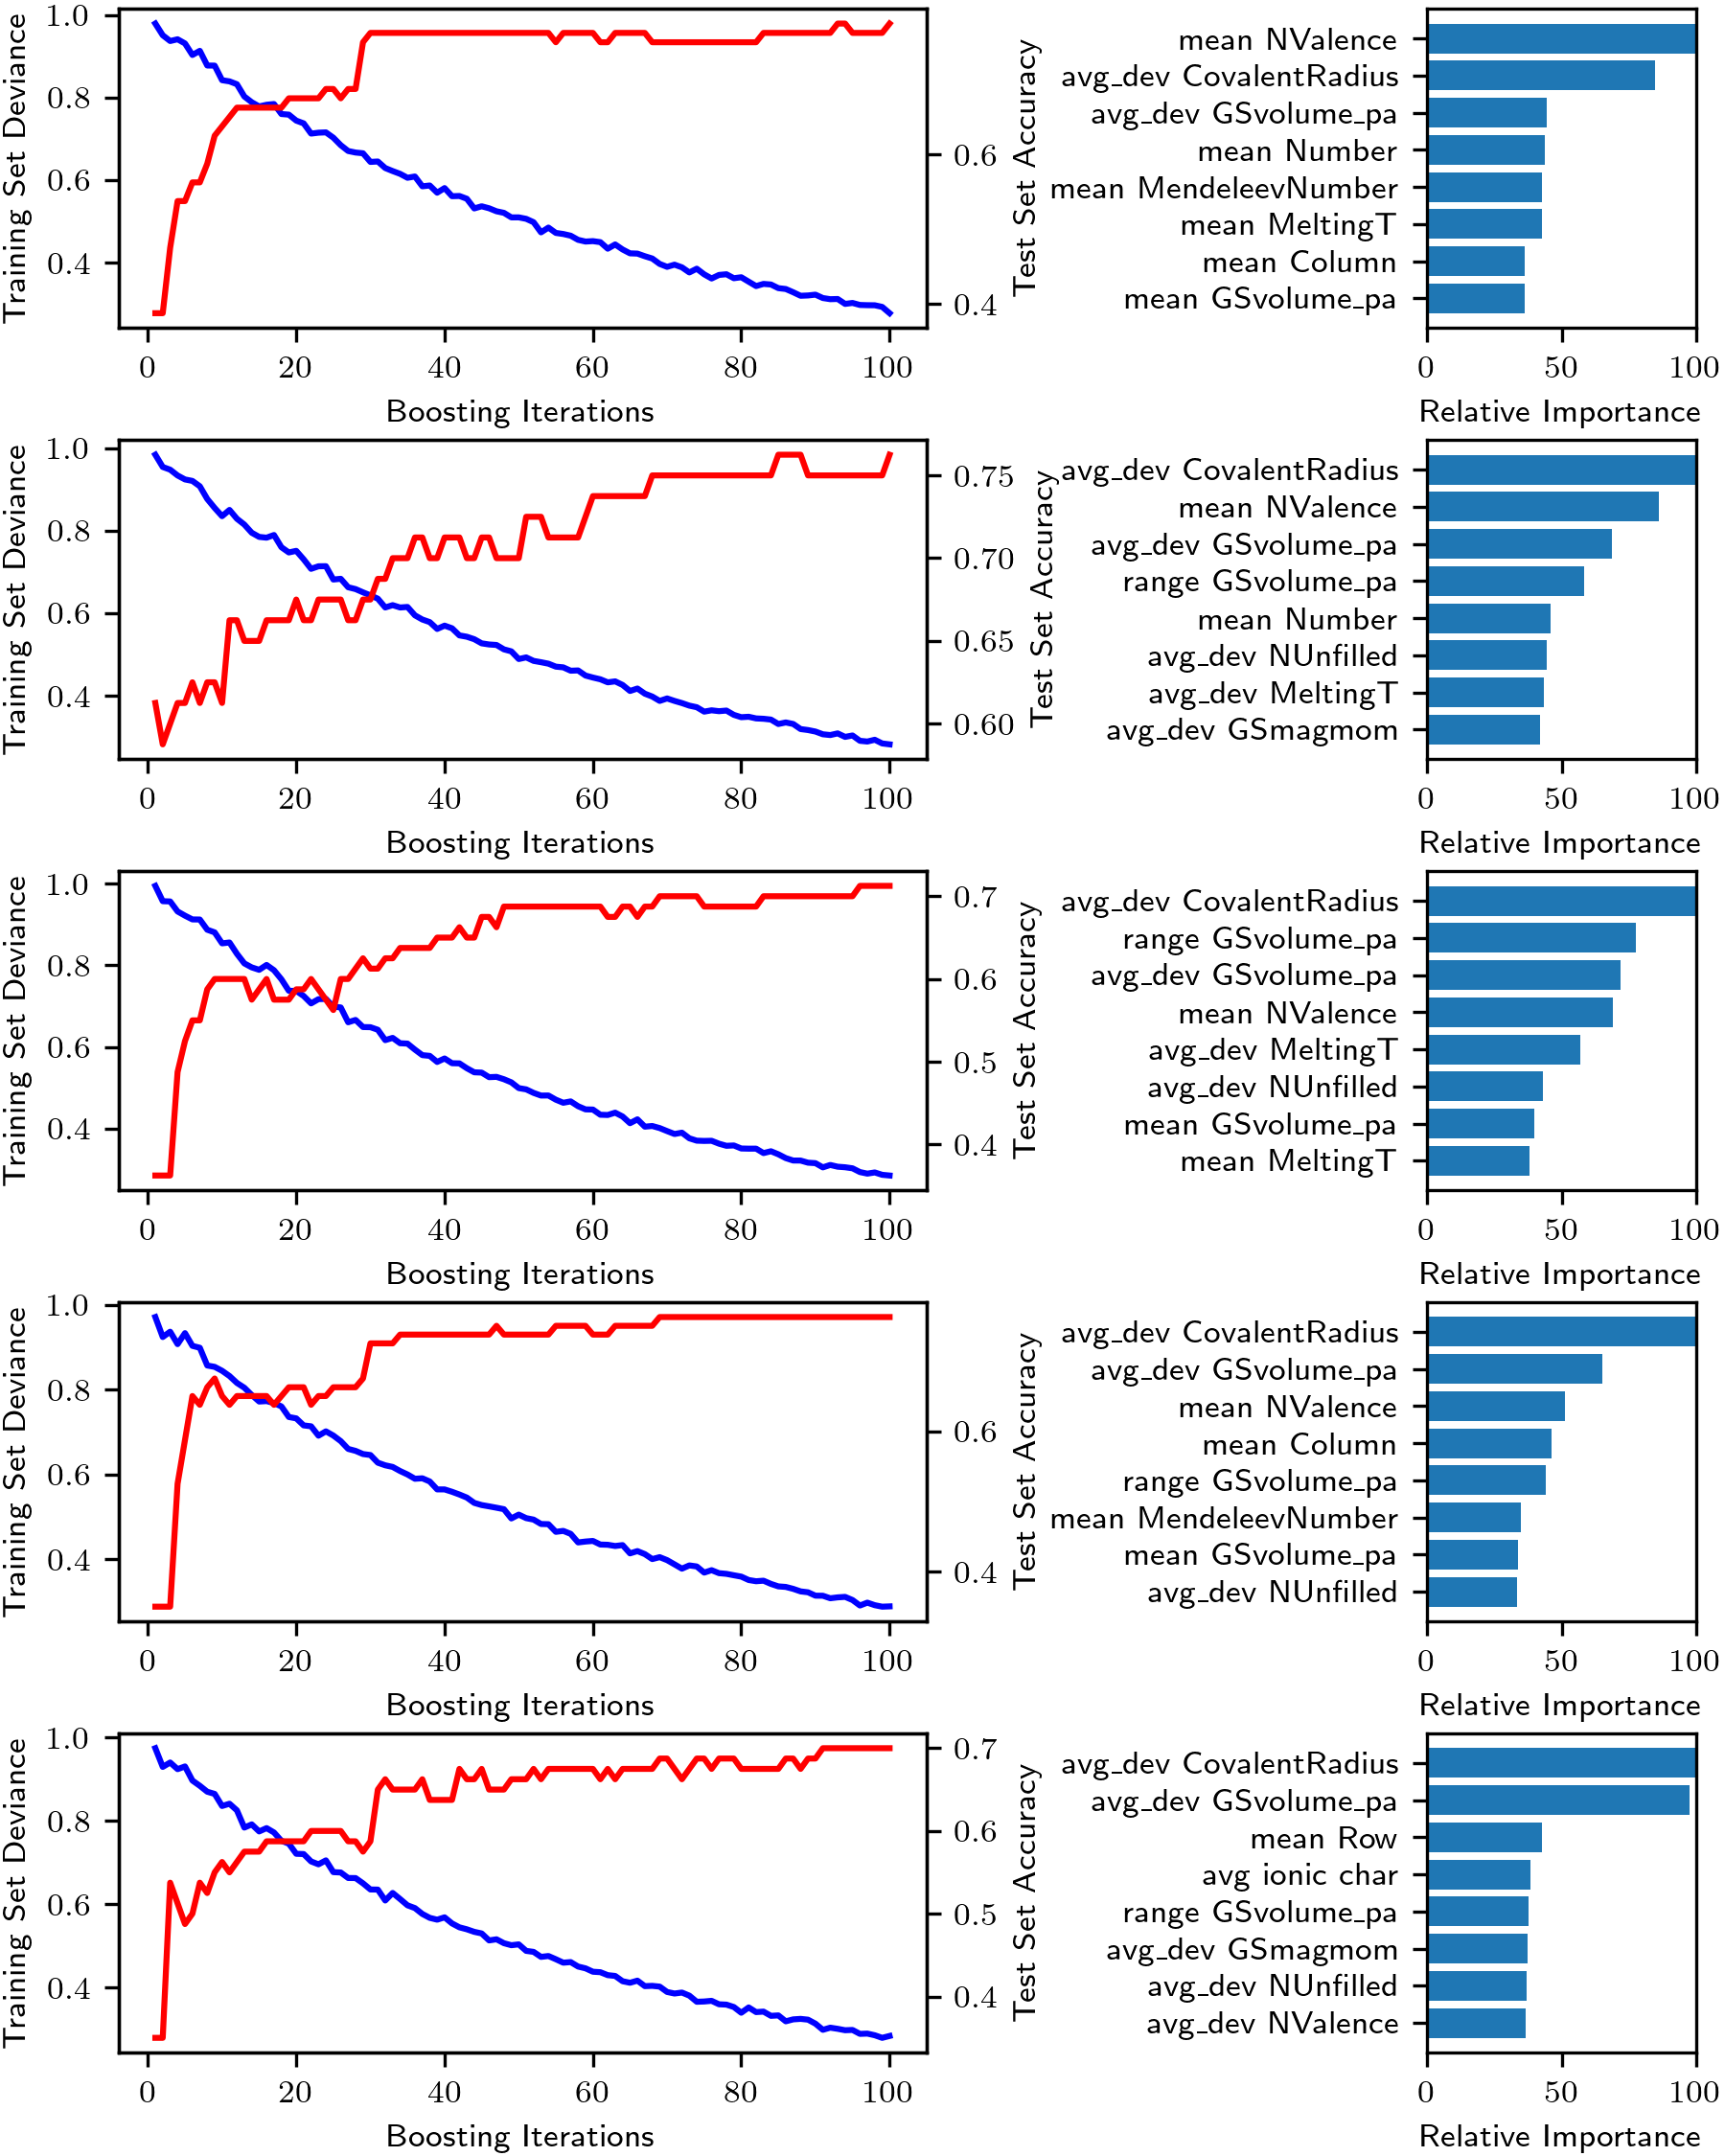 Training Set Deviance
1.0
0.8
0.6
0.4
0 20 40 60 80 100
Boosting Iterations
0.6
0.4
Test Set Accuracy
mean NValence
avg_dev CovalentRadius
avg_dev GSvolume_pa
mean Number
mean MendeleevNumber
mean MeltingT
mean Column
mean GSvolume_pa
0 50 100
Relative Importance
Training Set Deviance
1.0
0.8
0.6
0.4
0 20 40 60 80 100
Boosting Iterations
0.75
0.70
0.65
0.60
Test Set Accuracy
avg_dev CovalentRadius
mean NValence
avg_dev GSvolume_pa
range GSvolume_pa
mean Number
avg_dev NUnfilled
avg_dev MeltingT
avg_dev GSmagmom
0 50 100
Relative Importance
Training Set Deviance
1.0
0.8
0.6
0.4
0 20 40 60 80 100
Boosting Iterations
0.7
0.6
0.5
0.4
Test Set Accuracy
avg_dev CovalentRadius
range GSvolume_pa
avg_dev GSvolume_pa
mean NValence
avg_dev MeltingT
avg_dev NUnfilled
mean GSvolume_pa
mean MeltingT
0 50 100
Relative Importance
Training Set Deviance
1.0
0.8
0.6
0.4
0 20 40 60 80 100
Boosting Iterations
0.6
0.4
Test Set Accuracy
avg_dev CovalentRadius
avg_dev GSvolume_pa
mean NValence
mean Column
range GSvolume_pa
mean MendeleevNumber
mean GSvolume_pa
avg_dev NUnfilled
0 50 100
Relative Importance
Training Set Deviance
1.0
0.8
0.6
0.4
0 20 40 60 80 100
Boosting Iterations
0.7
0.6
0.5
0.4
Test Set Accuracy
avg_dev CovalentRadius
avg_dev GSvolume_pa
mean Row
avg ionic char
range GSvolume_pa
avg_dev GSmagmom
avg_dev NUnfilled
avg_dev NValence
0 50 100
Relative Importance